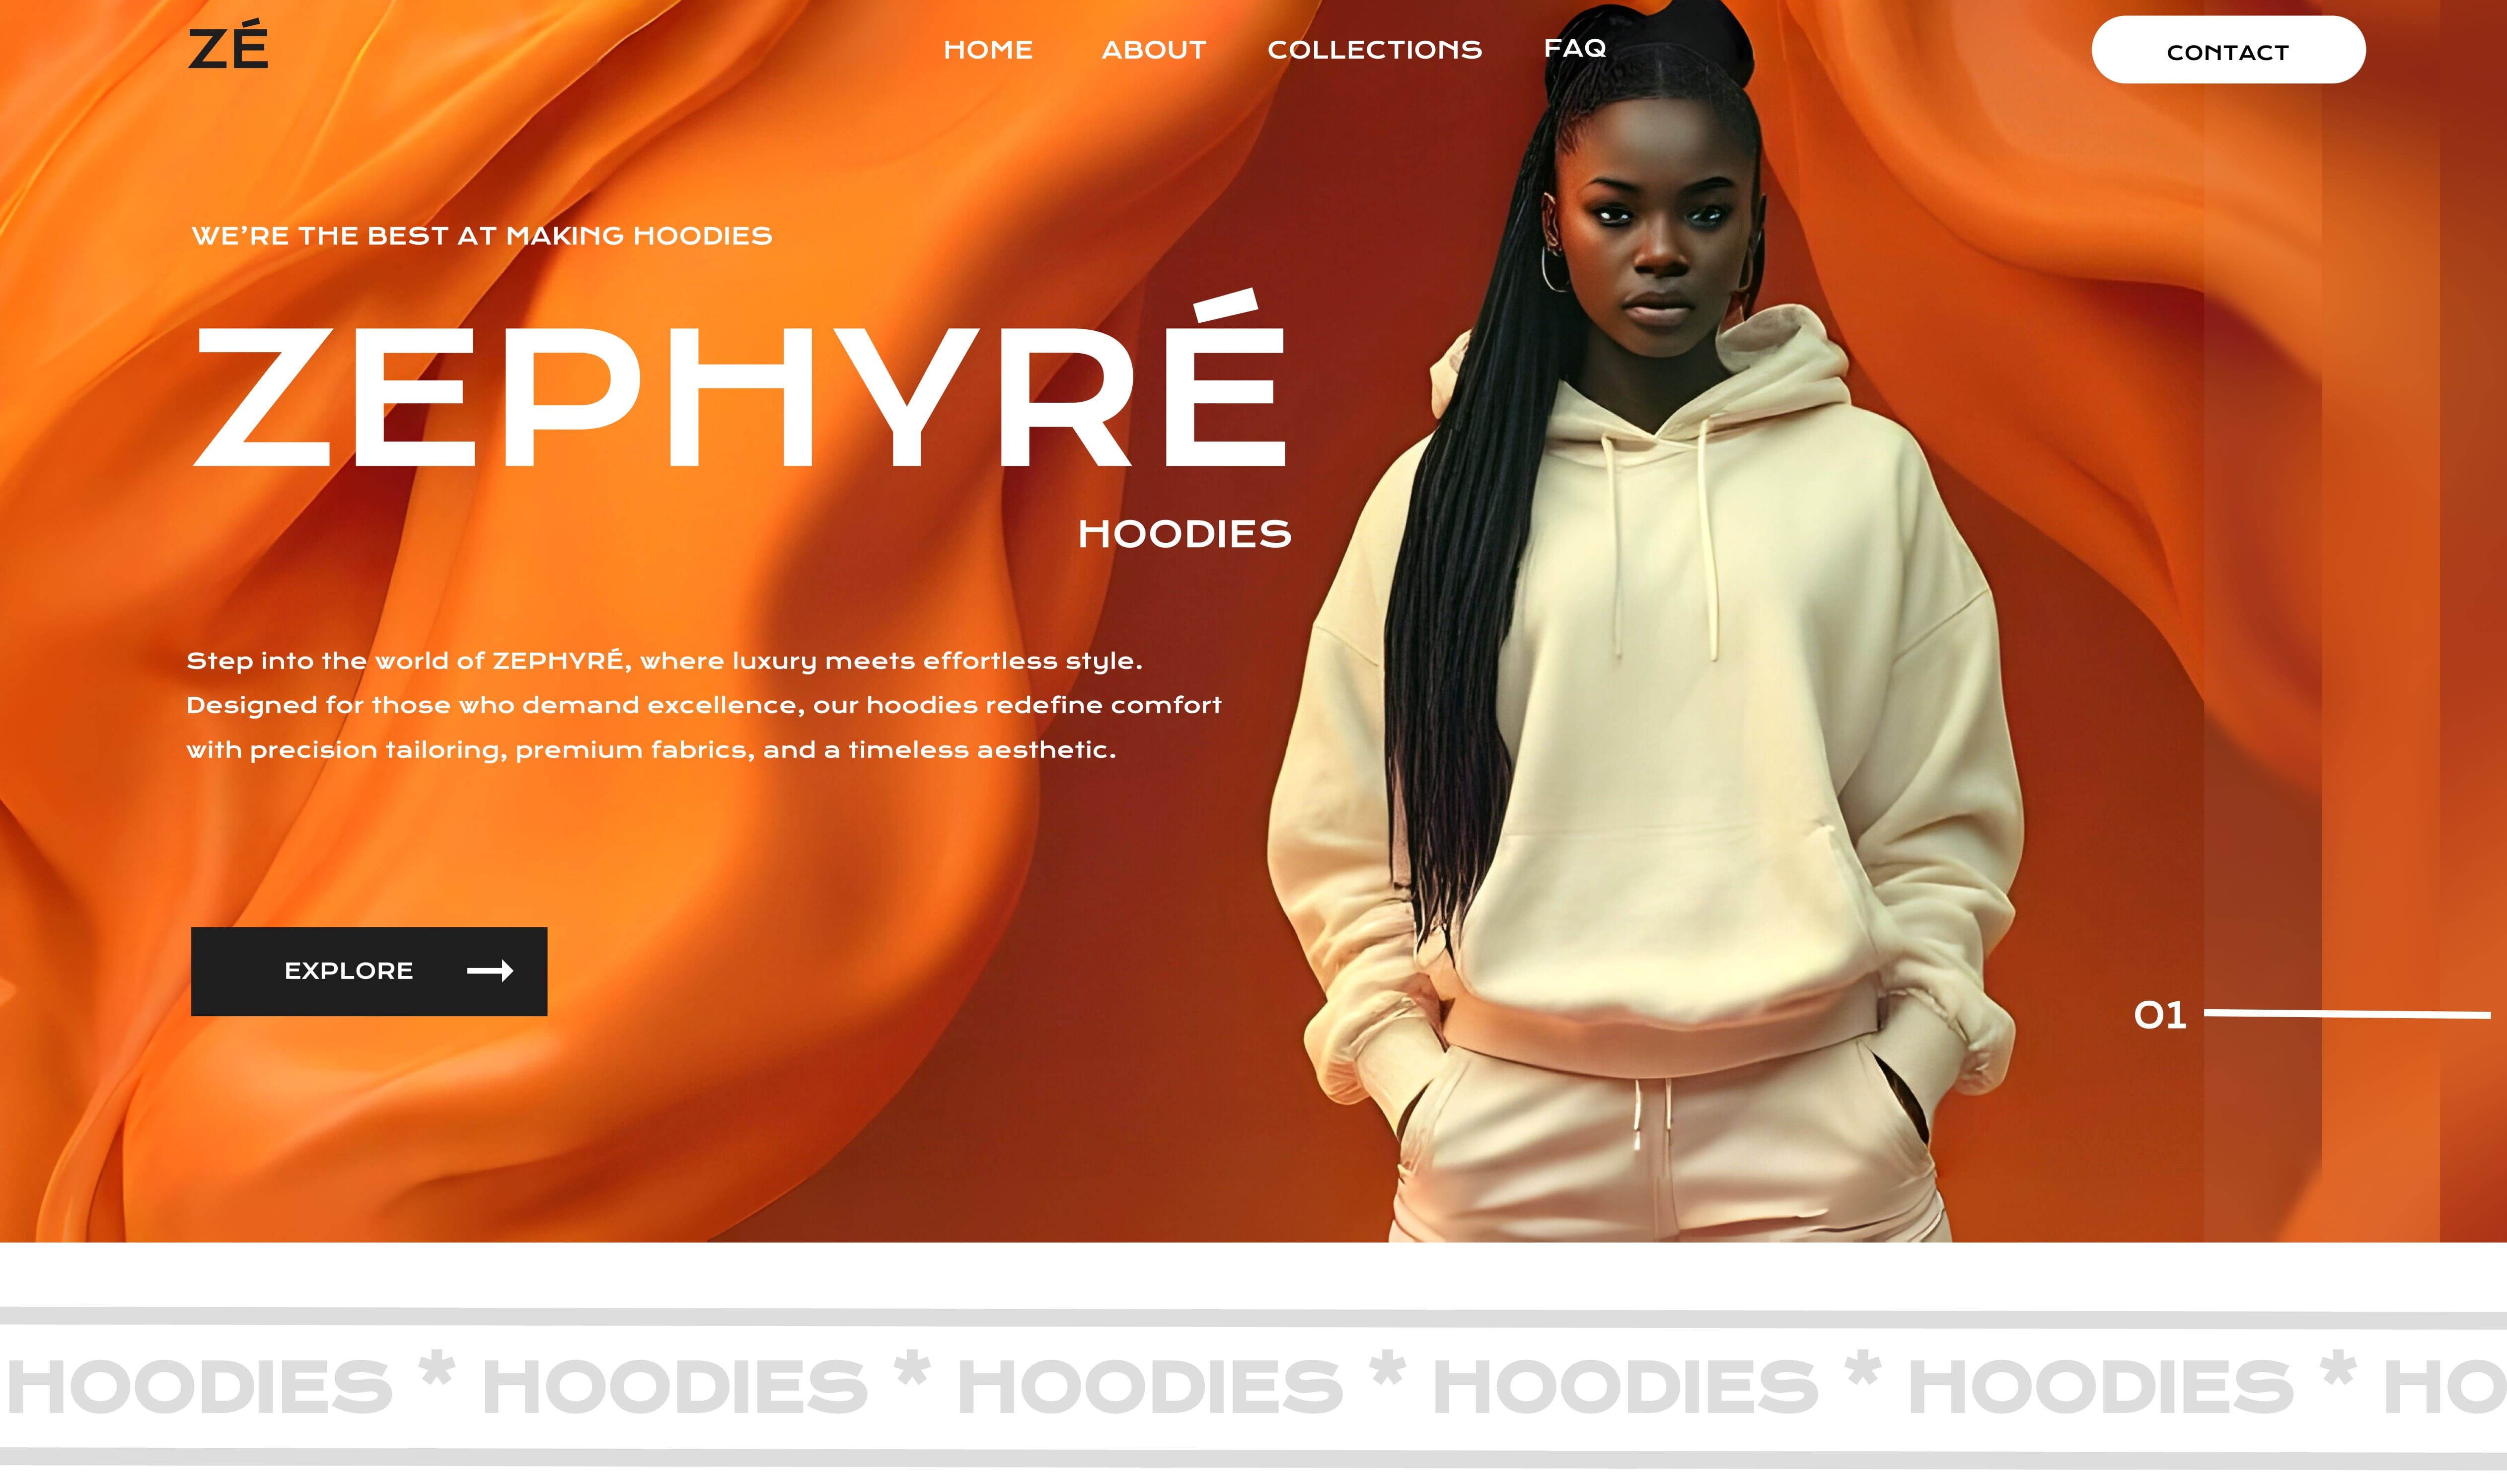 ZÉ
HOME ABOUT COLLECTIONS FAQ
CONTACT
WE’RE THE BEST AT MAKING HOODIES
ZEPHYRÉ
HOODIES
Step into the world of ZEPHYRÉ, where luxury meets effortless style.
Designed for those who demand excellence, our hoodies redefine comfort
with precision tailoring, premium fabrics, and a timeless aesthetic.
EXPLORE
01
HOODIES * HOODIES * HOODIES * HOODIES * HOODIES * HO